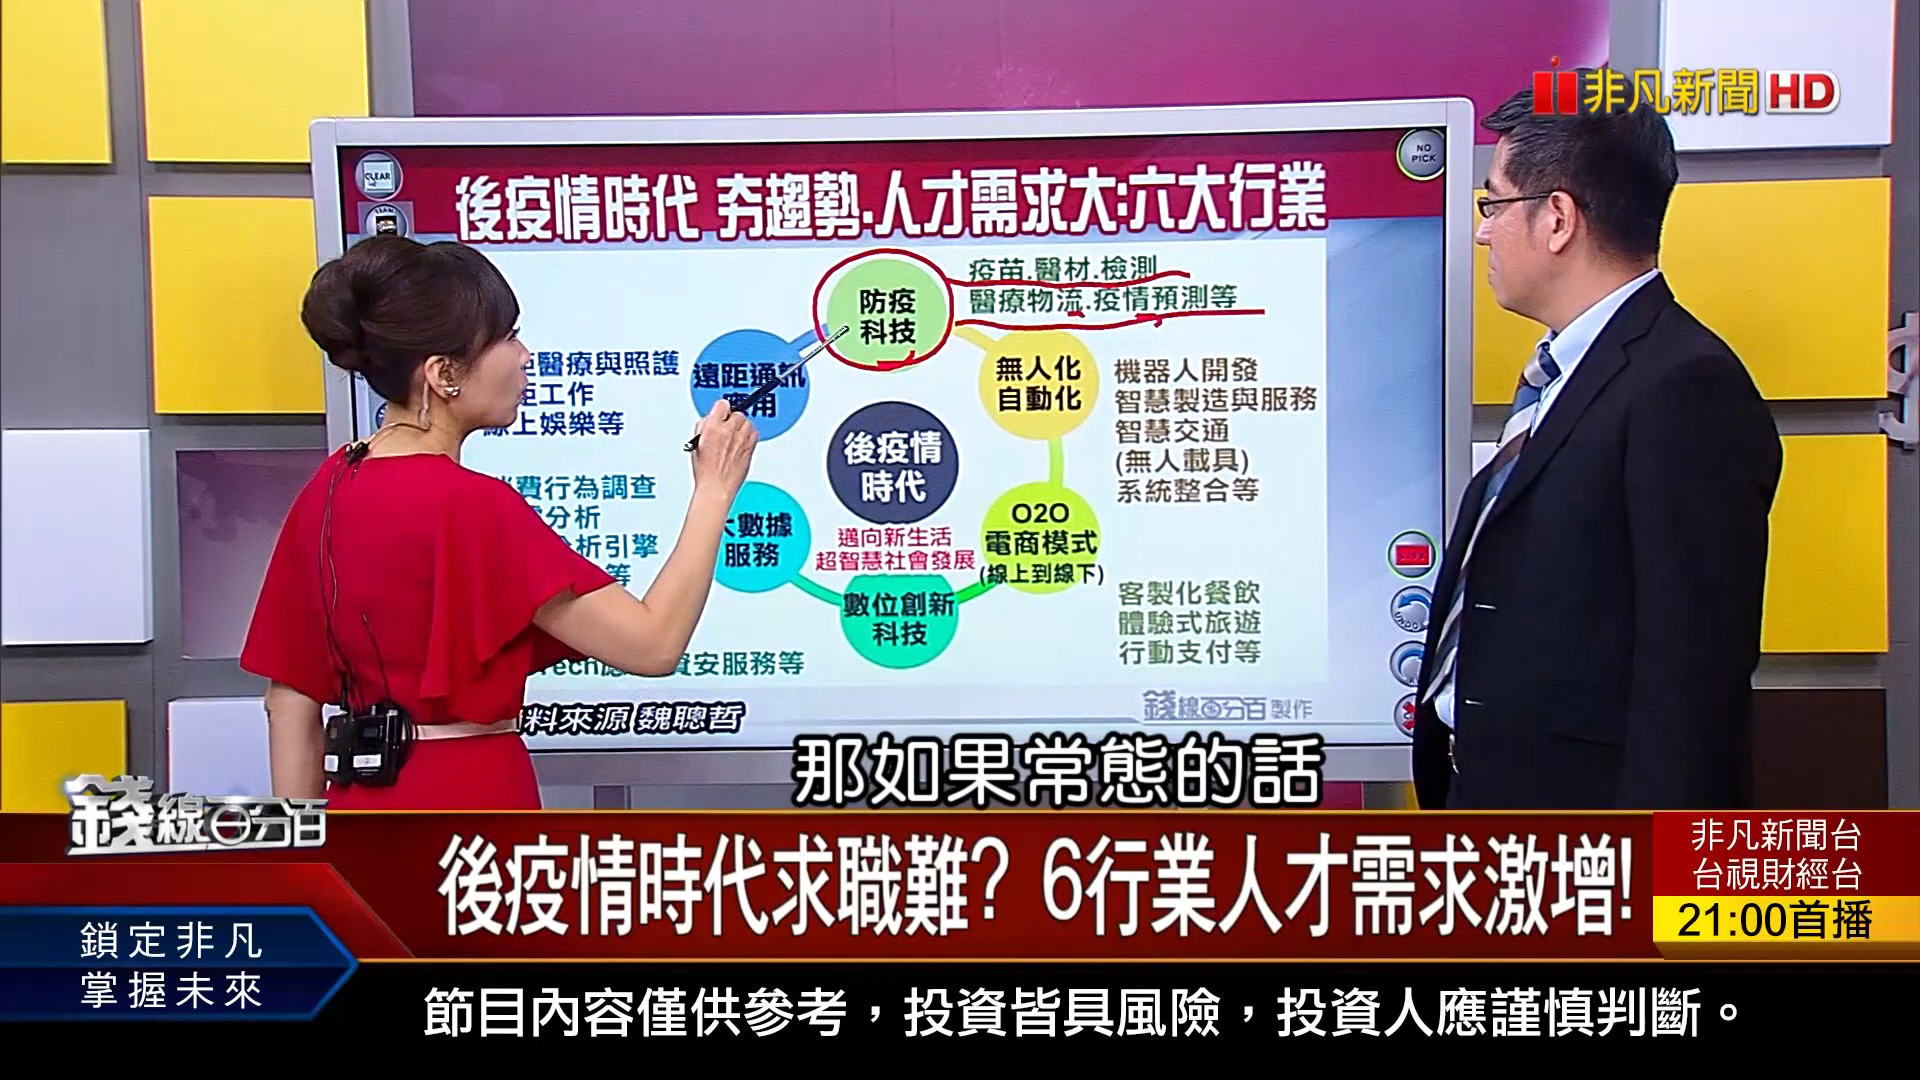 非凡新聞HD
CLEAR
NO
PICK
後疫情時代 夯趨勢.人才需求大:六大行業
防疫
科技
疫苗.醫材.檢測
醫療物流.疫情預測等
醫療與照護
工作
線上娛樂等
遠距通訊
應用
無人化
自動化
機器人開發
智慧製造與服務
智慧交通
(無人載具)
系統整合等
後疫情
時代
邁向新生活
超智慧社會發展
消費行為調查
分析
分析引擎
等
大數據
服務
O2O
電商模式
(線上到線下)
客製化餐飲
體驗式旅遊
行動支付等
數位創新
科技
資安服務等
料來源 魏聰哲
錢線百分百 製作
UNDO
那如果常態的話
錢線百分百
後疫情時代求職難? 6行業人才需求激增!
非凡新聞台
台視財經台
21:00首播
鎖定非凡
掌握未來
節目內容僅供參考，投資皆具風險，投資人應謹慎判斷。